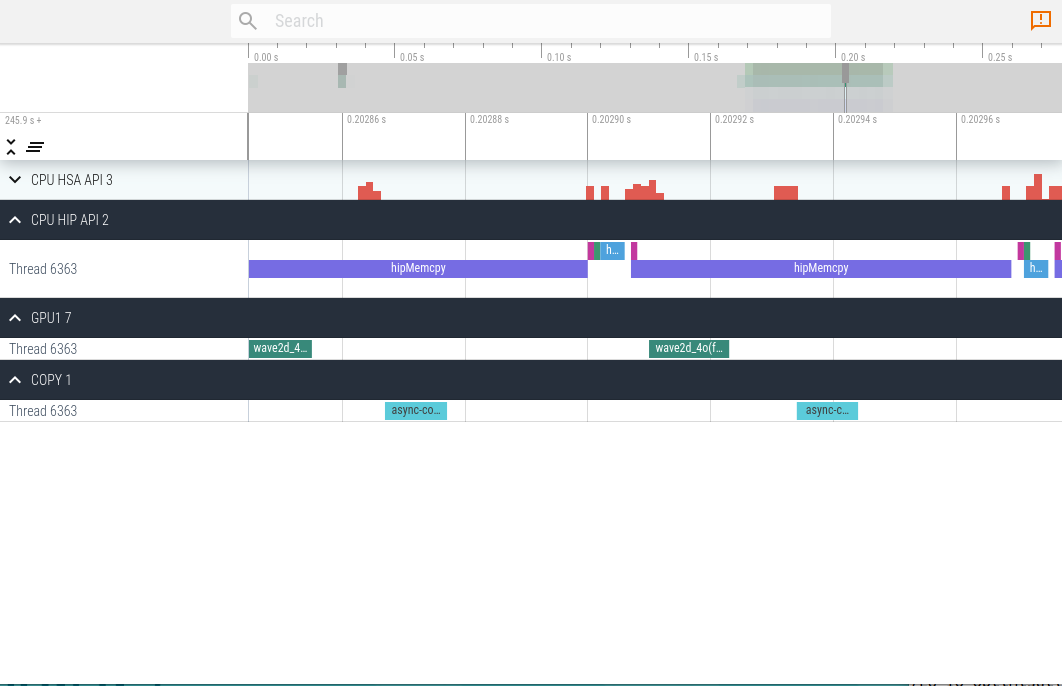 Search
0.00 s 0.05 s 0.10 s 0.15 s 0.20 s 0.25 s
245.9 s + 0.20286 s 0.20288 s 0.20290 s 0.20292 s 0.20294 s 0.20296 s
CPU HSA API 3
CPU HIP API 2
h...
Thread 6363 hipMemcpy hipMemcpy h...
GPU1 7
Thread 6363 wave2d_4... wave2d_4o(f...
COPY 1
Thread 6363 async-co... async-c...